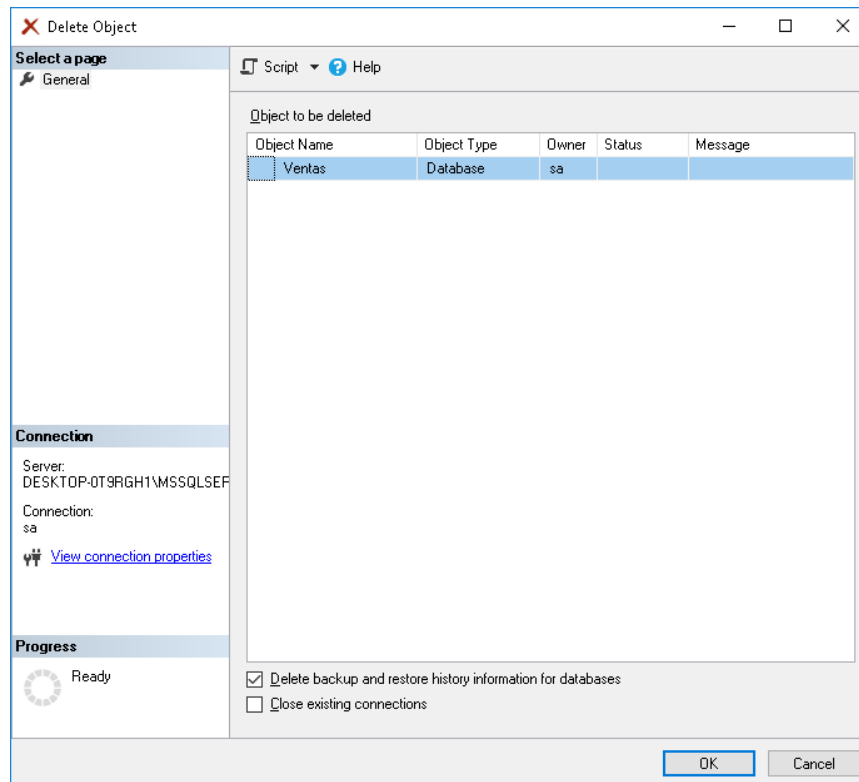 Delete Object
Select a page
General
Script Help
Object to be deleted
Object Name Object Type Owner Status Message
Ventas Database sa
Connection
Server:
DESKTOP-0T9RGH1\MSSQLSEF
Connection:
sa
View connection properties
Progress
Ready
Delete backup and restore history information for databases
Close existing connections
OK Cancel